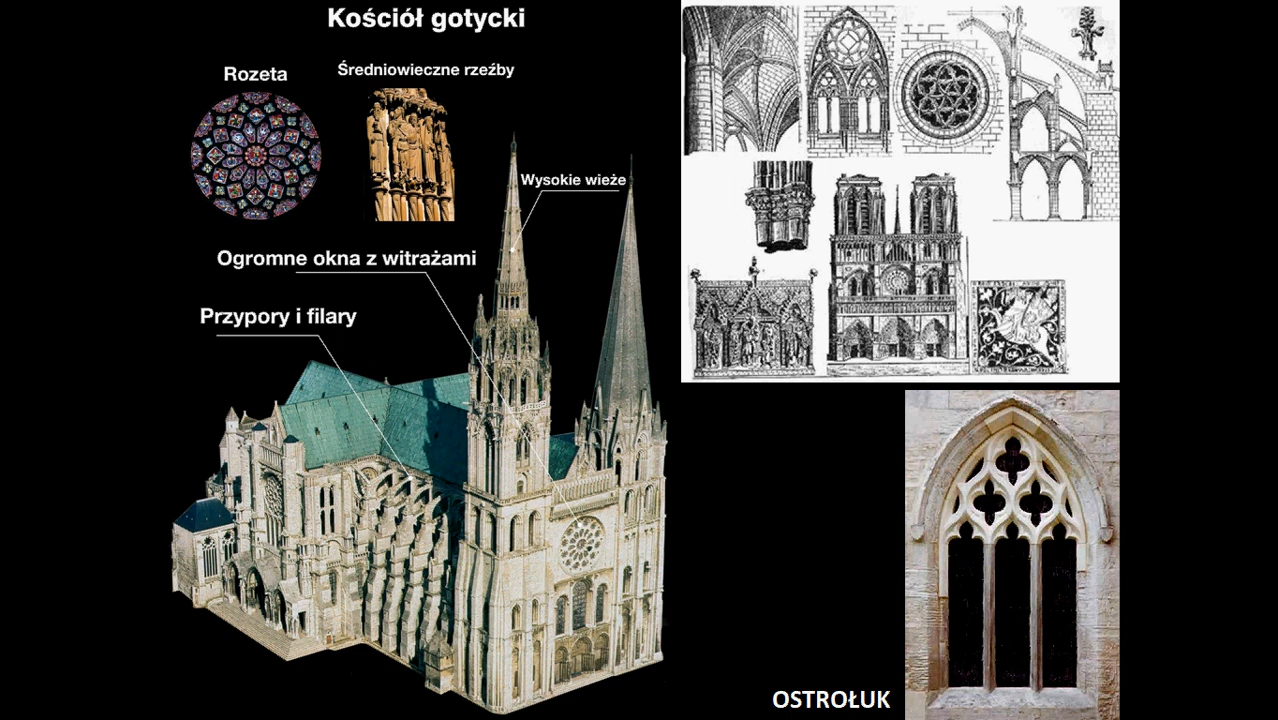 Kościół gotycki
Rozeta
Średniowieczne rzeźby
Wysokie wieże
Ogromne okna z witrażami
Przypory i filary
OSTROŁUK